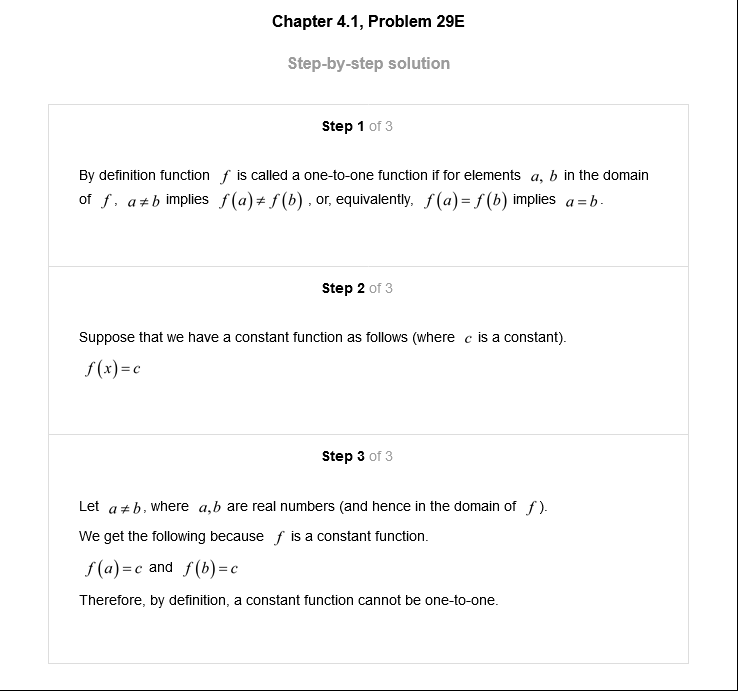 Chapter 4.1, Problem 29E
Step-by-step solution
Step 1 of 3
By definition function f is called a one-to-one function if for elements a, b in the domain
of f, a≠b implies f(a)≠f(b), or, equivalently, f(a)=f(b) implies a=b.
Step 2 of 3
Suppose that we have a constant function as follows (where c is a constant).
f(x)=c
Step 3 of 3
Let a≠b, where a,b are real numbers (and hence in the domain of f).
We get the following because f is a constant function.
f(a)=c and f(b)=c
Therefore, by definition, a constant function cannot be one-to-one.